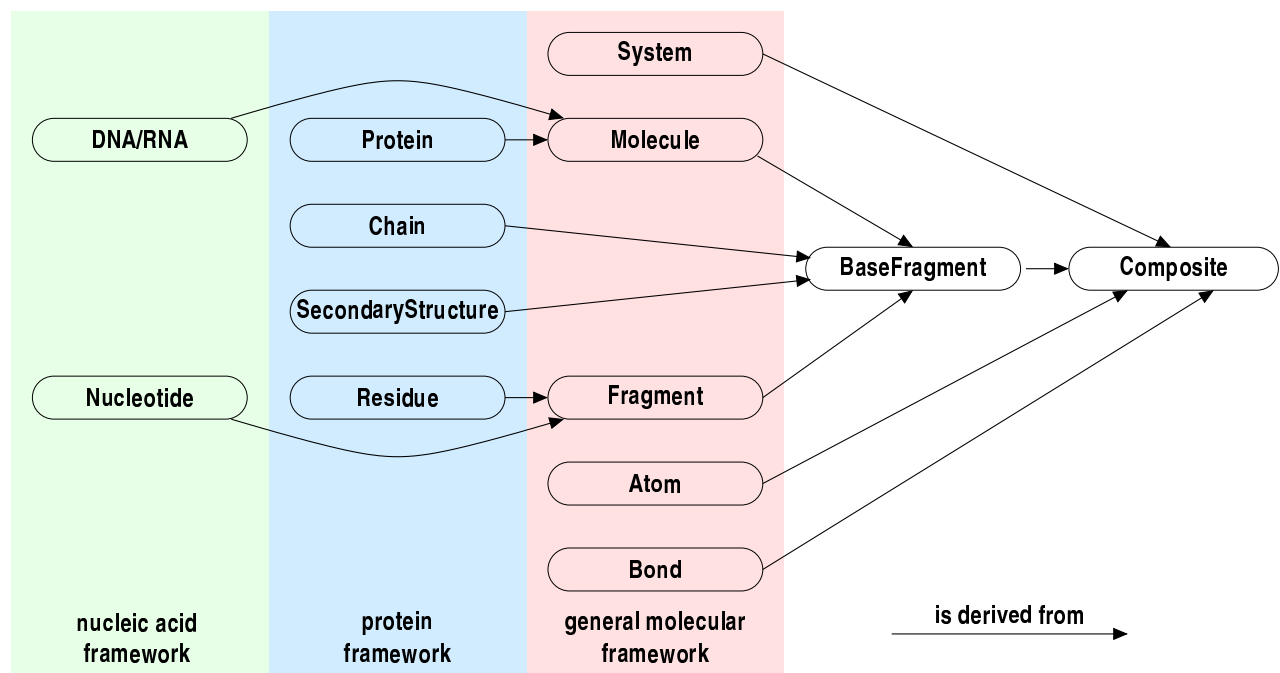 System
DNA/RNA
Protein
Molecule
Chain
BaseFragment
Composite
SecondaryStructure
Nucleotide
Residue
Fragment
Atom
Bond
nucleic acid
framework
protein
framework
general molecular
framework
is derived from